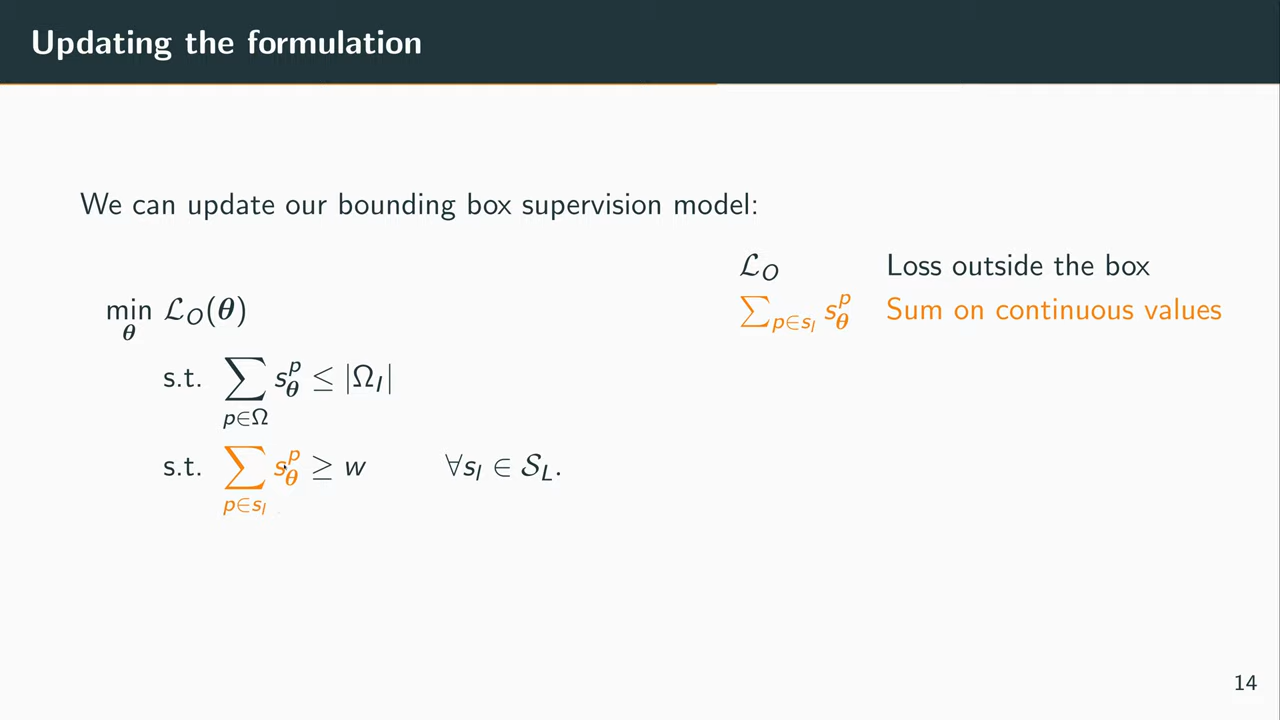 Updating the formulation
We can update our bounding box supervision model:
min_θ ℒ_O(θ)
s.t. ∑_{p∈Ω} s_θ^p ≤ |Ω_I|
s.t. ∑_{p∈s_l} s_θ^p ≥ w ∀s_l ∈ 𝒮_L.
ℒ_O Loss outside the box
∑_{p∈s_l} s_θ^p Sum on continuous values
14